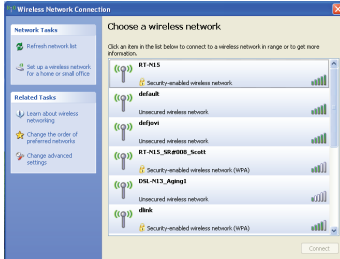 Wireless Network Connection
Network Tasks
Refresh network list
Set up a wireless network
for a home or small office
Related Tasks
Learn about wireless
networking
Change the order of
preferred networks
Change advanced
settings
Choose a wireless network
Click an item in the list below to connect to a wireless network in range or to get more
information.
RT-N15
Security-enabled wireless network
default
Unsecured wireless network
defjovi
Unsecured wireless network
RT-N15_SR#008_Scott
Security-enabled wireless network (WPA)
DSL-N13_Aging1
Unsecured wireless network
dlink
Security-enabled wireless network (WPA)
Connect